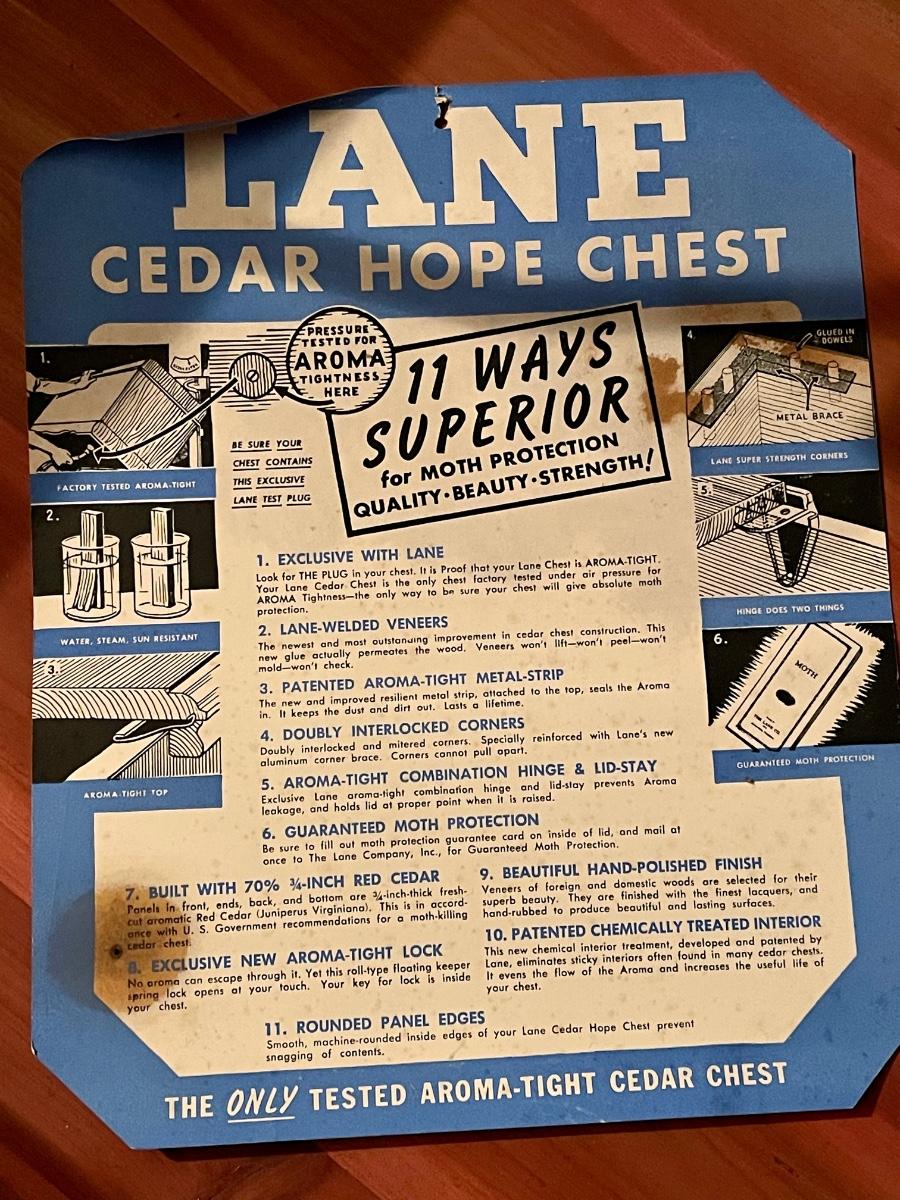 LANE
CEDAR HOPE CHEST
PRESSURE
TESTED FOR
AROMA
TIGHTNESS
HERE
11 WAYS
SUPERIOR
for MOTH PROTECTION
QUALITY·BEAUTY·STRENGTH!
BE SURE YOUR
CHEST CONTAINS
THIS EXCLUSIVE
LANE TEST PLUG
1.
FACTORY TESTED AROMA-TIGHT
2.
WATER, STEAM, SUN RESISTANT
3.
AROMA-TIGHT TOP
4.
GLUED IN
DOWELS
METAL BRACE
LANE SUPER STRENGTH CORNERS
5.
HINGE DOES TWO THINGS
6.
MOTH
THE LANE CO.
GUARANTEED MOTH PROTECTION
1. EXCLUSIVE WITH LANE
Look for THE PLUG in your chest. It is Proof that your Lane Chest is AROMA-TIGHT.
Your Lane Cedar Chest is the only chest factory tested under air pressure for
AROMA Tightness—the only way to be sure your chest will give absolute moth
protection.
2. LANE-WELDED VENEERS
The newest and most outstanding improvement in cedar chest construction. This
new glue actually permeates the wood. Veneers won't lift—won't peel—won't
mold—won't check.
3. PATENTED AROMA-TIGHT METAL-STRIP
The new and improved resilient metal strip, attached to the top, seals the Aroma
in. It keeps the dust and dirt out. Lasts a lifetime.
4. DOUBLY INTERLOCKED CORNERS
Doubly interlocked and mitered corners. Specially reinforced with Lane's new
aluminum corner brace. Corners cannot pull apart.
5. AROMA-TIGHT COMBINATION HINGE & LID-STAY
Exclusive Lane aroma-tight combination hinge and lid-stay prevents Aroma
leakage, and holds lid at proper point when it is raised.
6. GUARANTEED MOTH PROTECTION
Be sure to fill out moth protection guarantee card on inside of lid, and mail at
once to The Lane Company, Inc., for Guaranteed Moth Protection.
7. BUILT WITH 70% ¾-INCH RED CEDAR
Panels in front, ends, back, and bottom are ¾-inch-thick fresh-
cut aromatic Red Cedar (Juniperus Virginiana). This is in accord-
ance with U. S. Government recommendations for a moth-killing
cedar chest.
8. EXCLUSIVE NEW AROMA-TIGHT LOCK
No aroma can escape through it. Yet this roll-type floating keeper
spring lock opens at your touch. Your key for lock is inside
your chest.
9. BEAUTIFUL HAND-POLISHED FINISH
Veneers of foreign and domestic woods are selected for their
superb beauty. They are finished with the finest lacquers, and
hand-rubbed to produce beautiful and lasting surfaces.
10. PATENTED CHEMICALLY TREATED INTERIOR
This new chemical interior treatment, developed and patented by
Lane, eliminates sticky interiors often found in many cedar chests.
It evens the flow of the Aroma and increases the useful life of
your chest.
11. ROUNDED PANEL EDGES
Smooth, machine-rounded inside edges of your Lane Cedar Hope Chest prevent
snagging of contents.
THE ONLY TESTED AROMA-TIGHT CEDAR CHEST